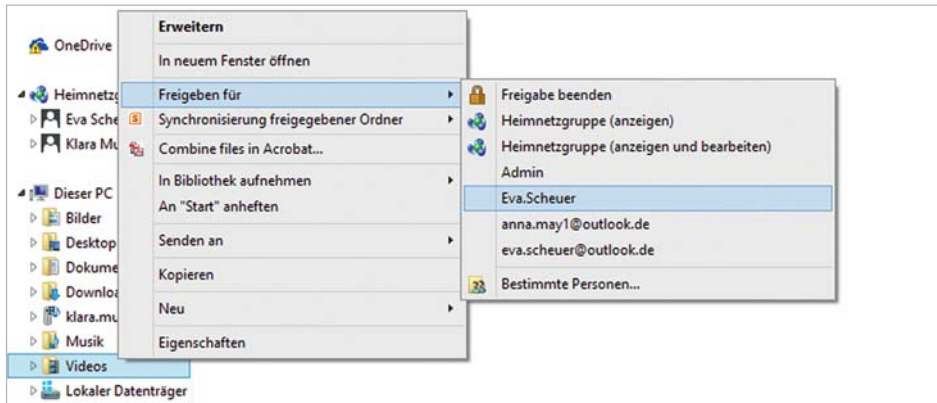 OneDrive
Heimnetzg
Eva Sche
Klara Mu
Dieser PC
Bilder
Desktop
Dokume
Downloa
klara.mu
Musik
Videos
Lokaler Datenträger
Erweitern
In neuem Fenster öffnen
Freigeben für
Synchronisierung freigegebener Ordner
Combine files in Acrobat...
In Bibliothek aufnehmen
An "Start" anheften
Senden an
Kopieren
Neu
Eigenschaften
Freigabe beenden
Heimnetzgruppe (anzeigen)
Heimnetzgruppe (anzeigen und bearbeiten)
Admin
Eva.Scheuer
anna.may1@outlook.de
eva.scheuer@outlook.de
Bestimmte Personen...